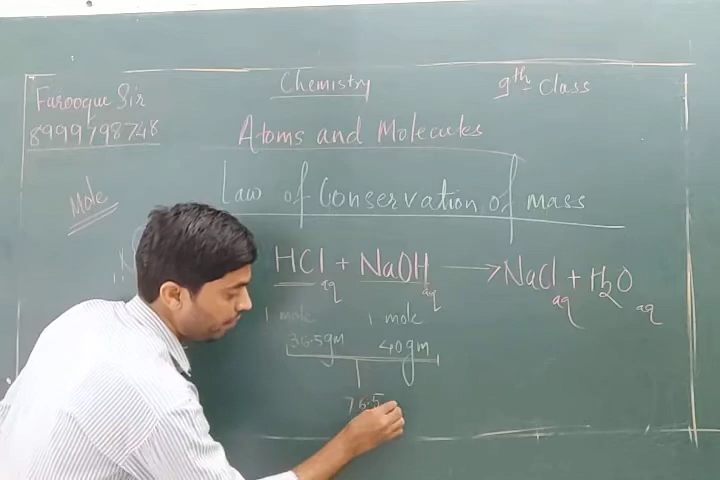 Chemistry
9th Class
Farooque Sir
8999798748
Atoms and Molecules
Mole
Law of Conservation of mass
HCl aq + NaOH aq → NaCl aq + H2O aq
1 mole 1 mole
36.5gm 40gm
76.5